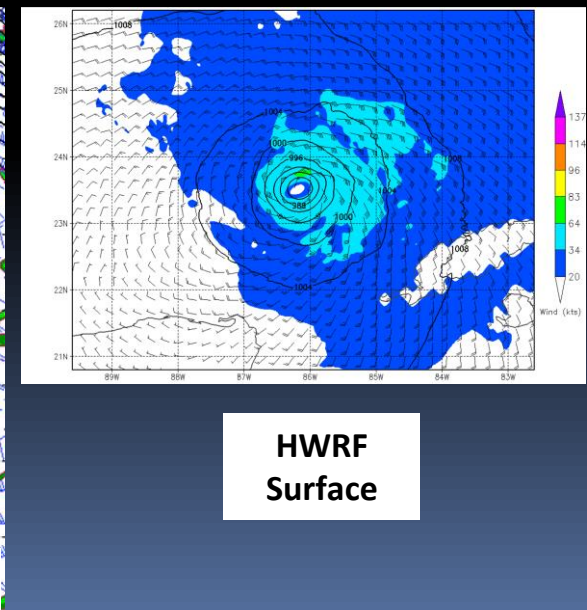 1008
26N
25N
24N
23N
22N
21N
1004
1000
996
988
1008
1004
1000
1008
1004
89W
88W
87W
86W
85W
84W
83W
137
114
96
83
64
34
20
Wind (kts)
HWRF
Surface